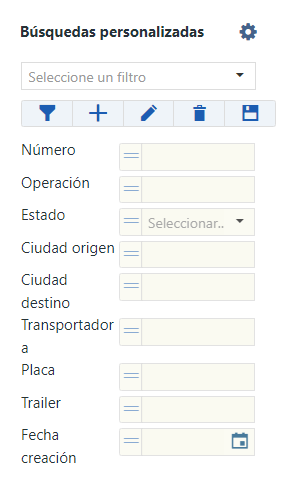 Búsquedas personalizadas
Seleccione un filtro
Número
Operación
Estado
Seleccionar..
Ciudad origen
Ciudad
destino
Transportador
a
Placa
Trailer
Fecha
creación